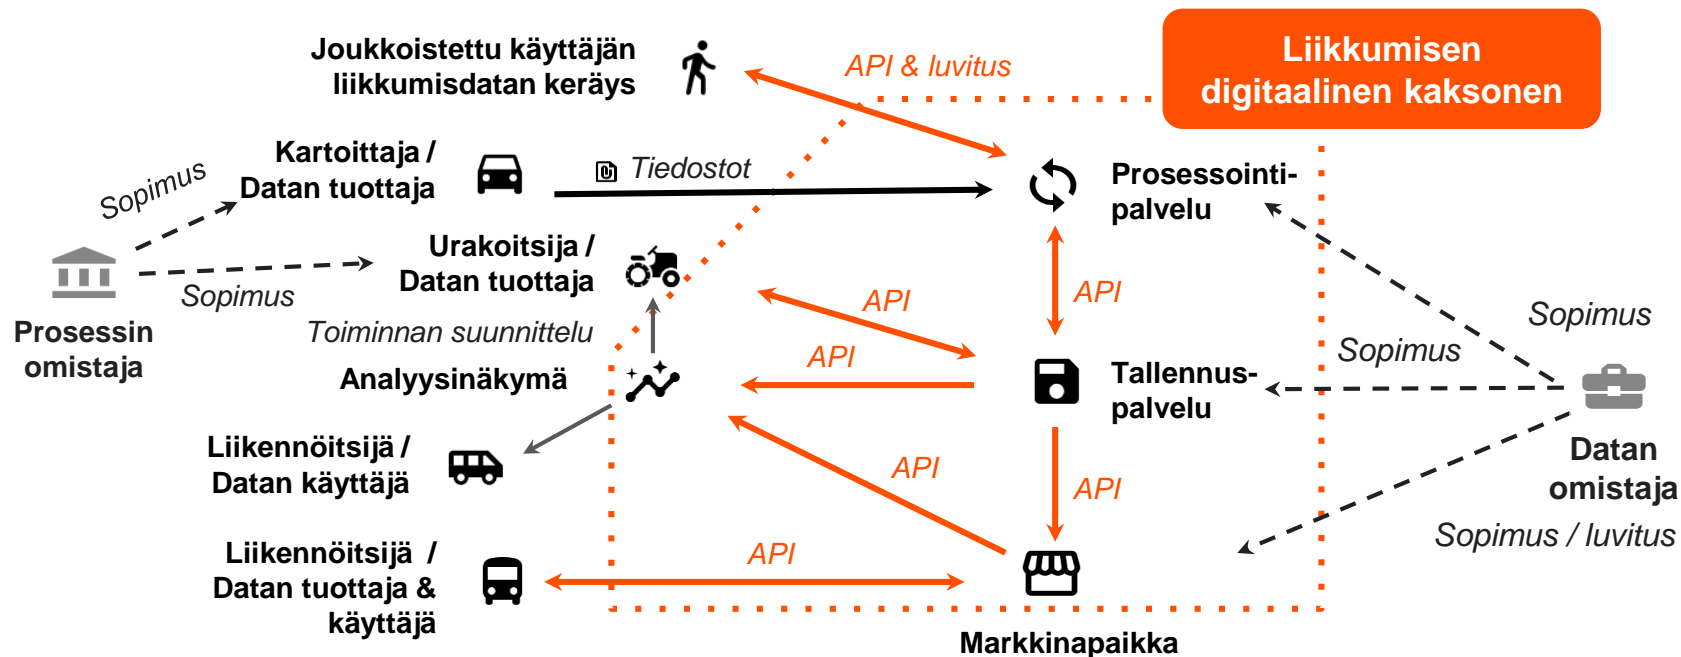 Joukkoistettu käyttäjän
liikkumisdatan keräys
API & luvitus
Liikkumisen
digitaalinen kaksonen
Kartoittaja /
Datan tuottaja
Tiedostot
Prosessointi-
palvelu
Sopimus
Urakoitsija /
Datan tuottaja
Sopimus
API
API
Prosessin
omistaja
Toiminnan suunnittelu
API
Sopimus
Sopimus
Analyysinäkymä
Tallennus-
palvelu
Liikennöitsijä /
Datan käyttäjä
API
API
Datan
omistaja
Sopimus / luvitus
Liikennöitsijä /
Datan tuottaja &
käyttäjä
API
Markkinapaikka